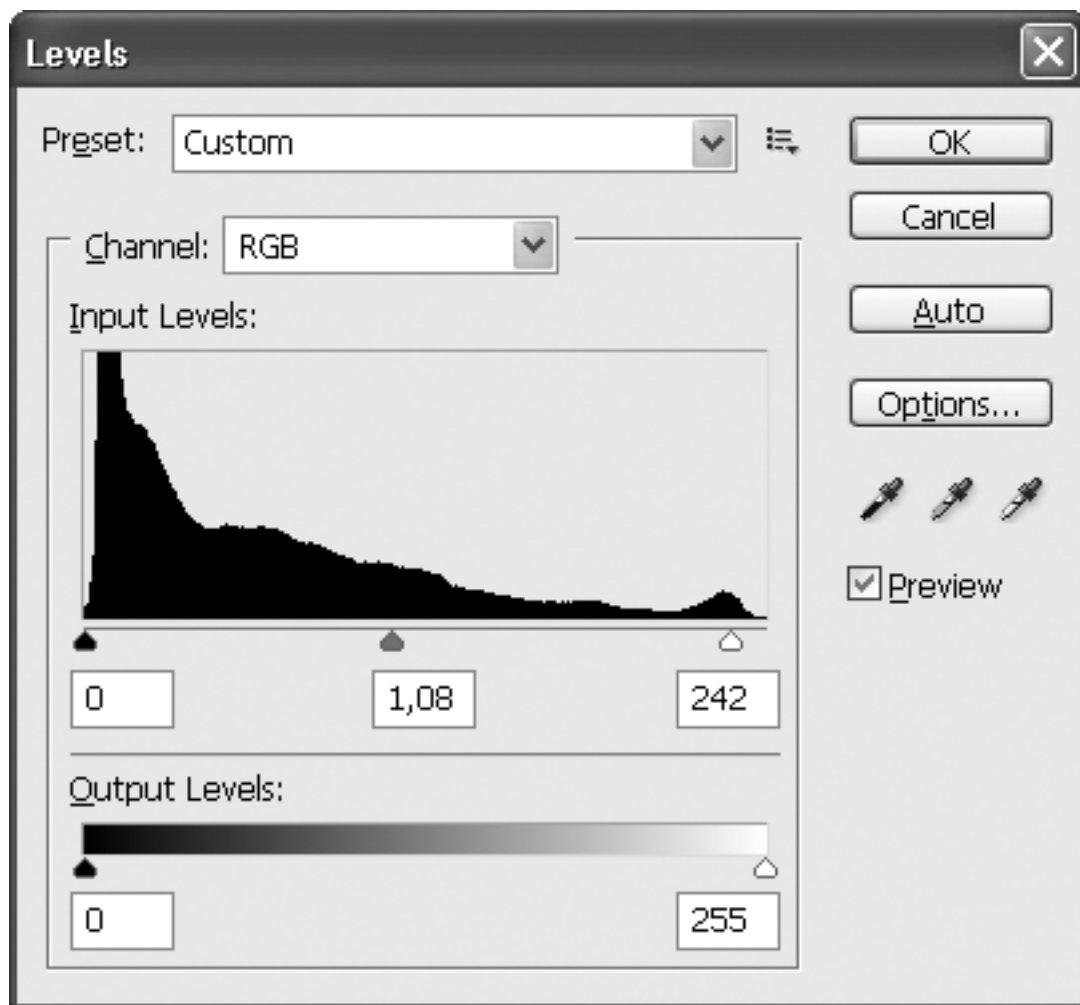 Levels
Preset: Custom
OK
Cancel
Channel: RGB
Auto
Input Levels:
Options...
Preview
0 1,08 242
Output Levels:
0 255